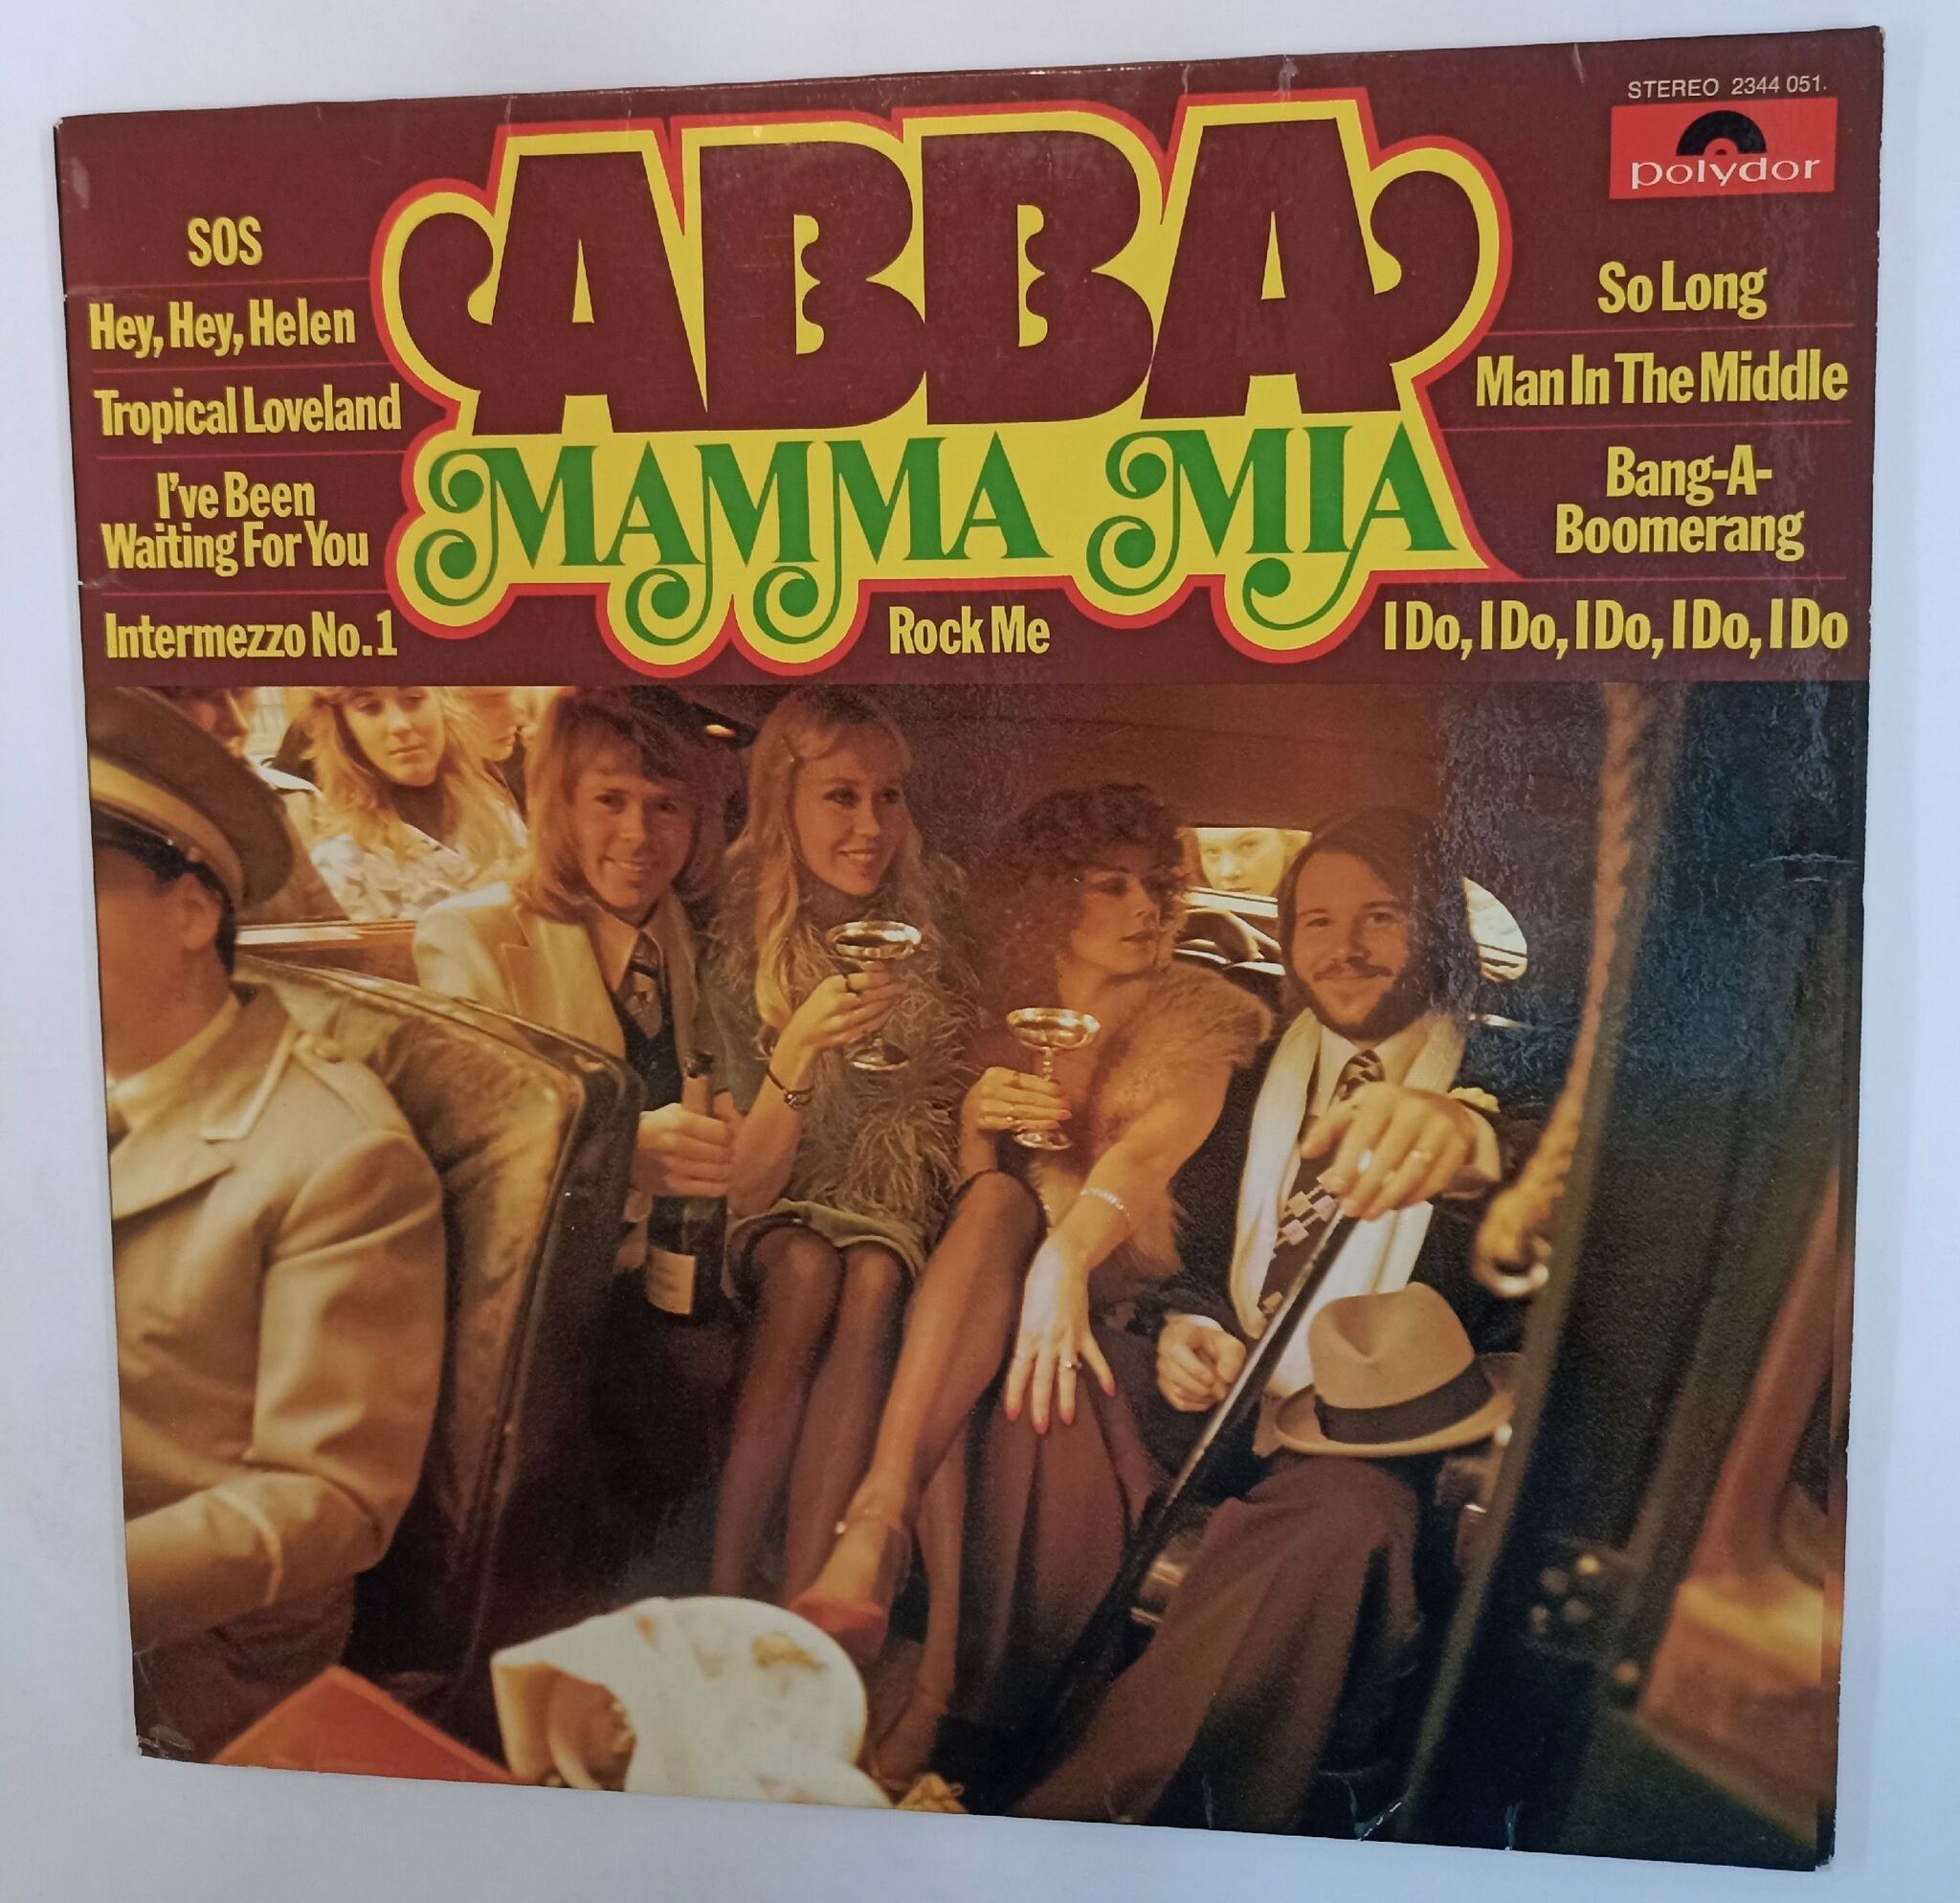 STEREO 2344 051
polydor
ABBA
MAMMA MIA
SOS
Hey, Hey, Helen
Tropical Loveland
I've Been
Waiting For You
Intermezzo No.1
Rock Me
So Long
Man In The Middle
Bang-A-
Boomerang
I Do, I Do, I Do, I Do, I Do